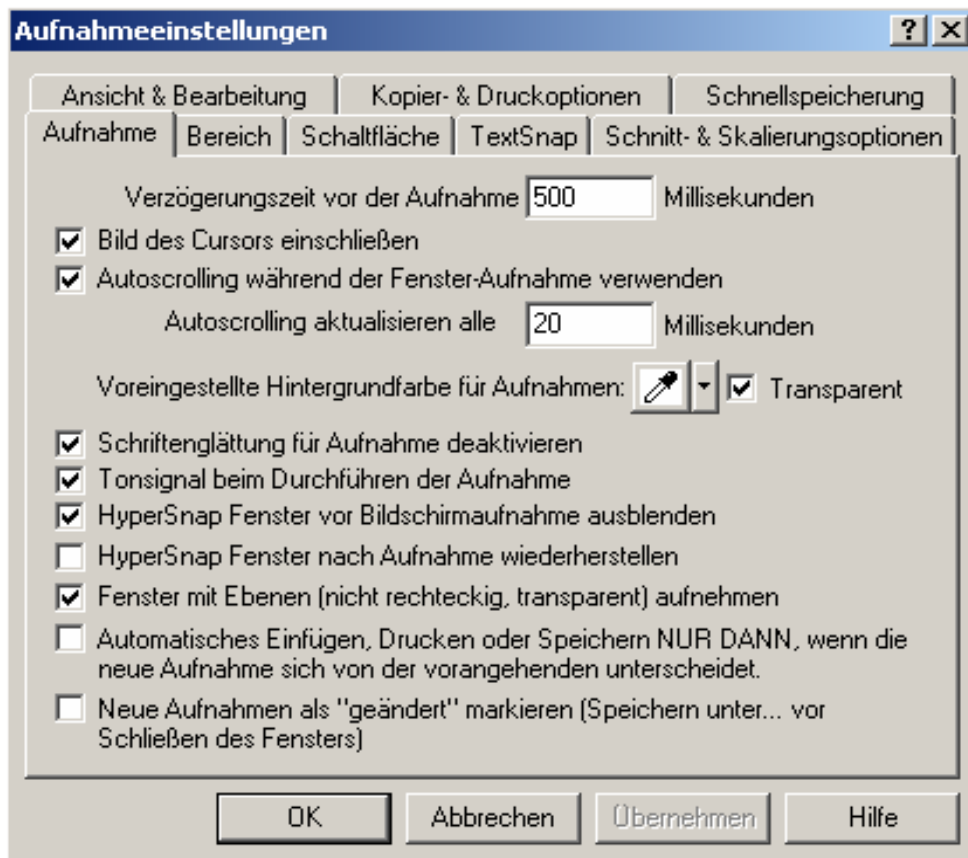 Aufnahmeeinstellungen
Ansicht & Bearbeitung Kopier- & Druckoptionen Schnellspeicherung
Aufnahme Bereich Schaltfläche TextSnap Schnitt- & Skalierungsoptionen
Verzögerungszeit vor der Aufnahme 500 Millisekunden
Bild des Cursors einschließen
Autoscrolling während der Fenster-Aufnahme verwenden
Autoscrolling aktualisieren alle 20 Millisekunden
Voreingestellte Hintergrundfarbe für Aufnahmen: Transparent
Schriftenglättung für Aufnahme deaktivieren
Tonsignal beim Durchführen der Aufnahme
HyperSnap Fenster vor Bildschirmaufnahme ausblenden
HyperSnap Fenster nach Aufnahme wiederherstellen
Fenster mit Ebenen (nicht rechteckig, transparent) aufnehmen
Automatisches Einfügen, Drucken oder Speichern NUR DANN, wenn die
neue Aufnahme sich von der vorangehenden unterscheidet.
Neue Aufnahmen als "geändert" markieren (Speichern unter... vor
Schließen des Fensters)
OK Abbrechen Übernehmen Hilfe